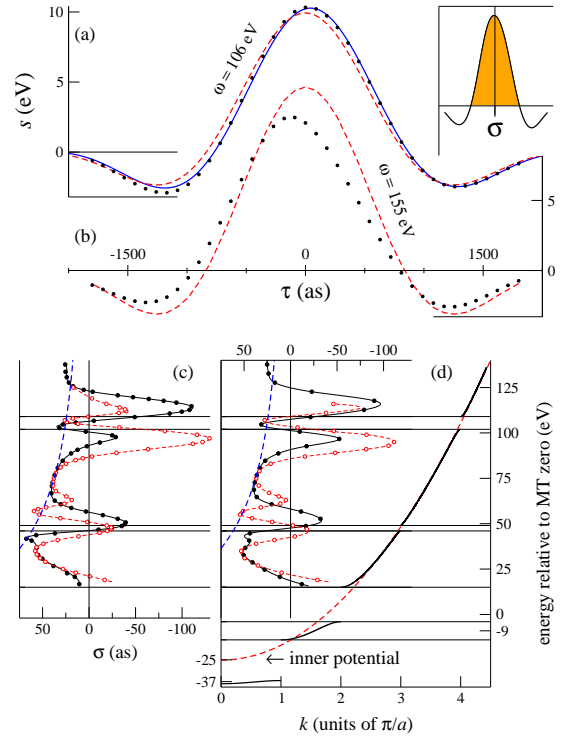 10
(a)
ω = 106 eV
s (eV)
5
σ
0
5
ω = 155 eV
(b)
-1500
0
1500
τ (as)
0
50 0 -50 -100
(c)
(d)
125
100
75
50
25
0
-9
energy relative to MT zero (eV)
-25
← inner potential
-37
50 0 -50 -100
σ (as)
0 1 2 3 4
k (units of π/a)